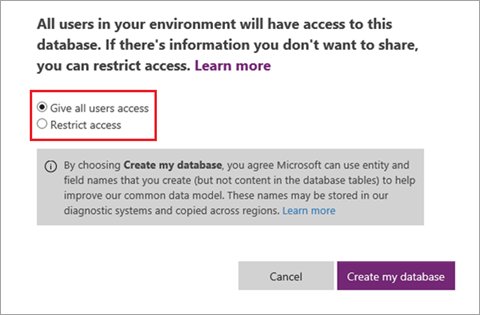 All users in your environment will have access to this
database. If there's information you don't want to share,
you can restrict access. Learn more
Give all users access
Restrict access
By choosing Create my database, you agree Microsoft can use entity and
field names that you create (but not content in the database tables) to help
improve our common data model. These names may be stored in our
diagnostic systems and copied across regions. Learn more
Cancel
Create my database